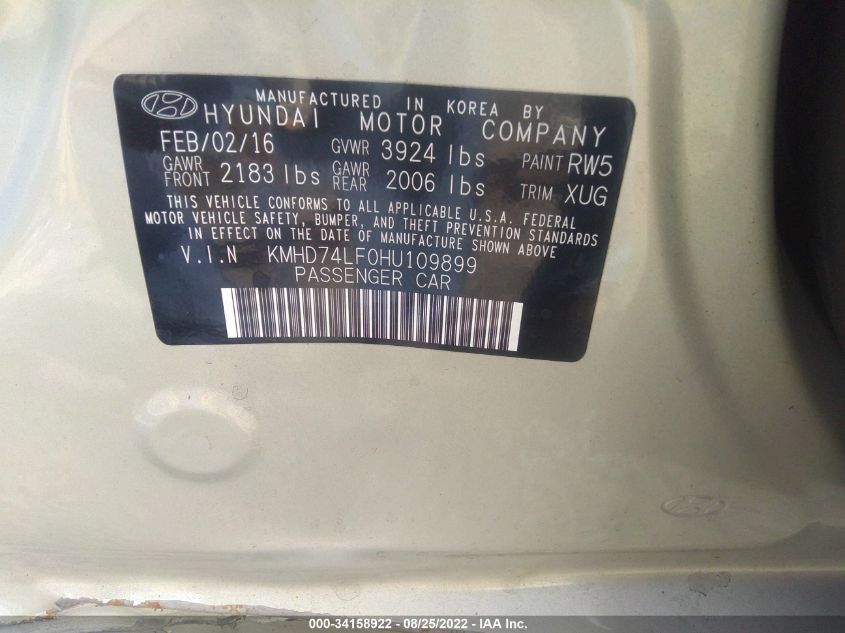 MANUFACTURED IN KOREA BY
HYUNDAI MOTOR COMPANY
FEB/02/16 GVWR 3924 lbs PAINT RW5
GAWR FRONT 2183 lbs GAWR REAR 2006 lbs TRIM XUG
THIS VEHICLE CONFORMS TO ALL APPLICABLE U.S.A. FEDERAL
MOTOR VEHICLE SAFETY, BUMPER, AND THEFT PREVENTION STANDARDS
IN EFFECT ON THE DATE OF MANUFACTURE SHOWN ABOVE
V.I.N KMHD74LF0HU109899
PASSENGER CAR
000-34158922 - 08/25/2022 - IAA Inc.